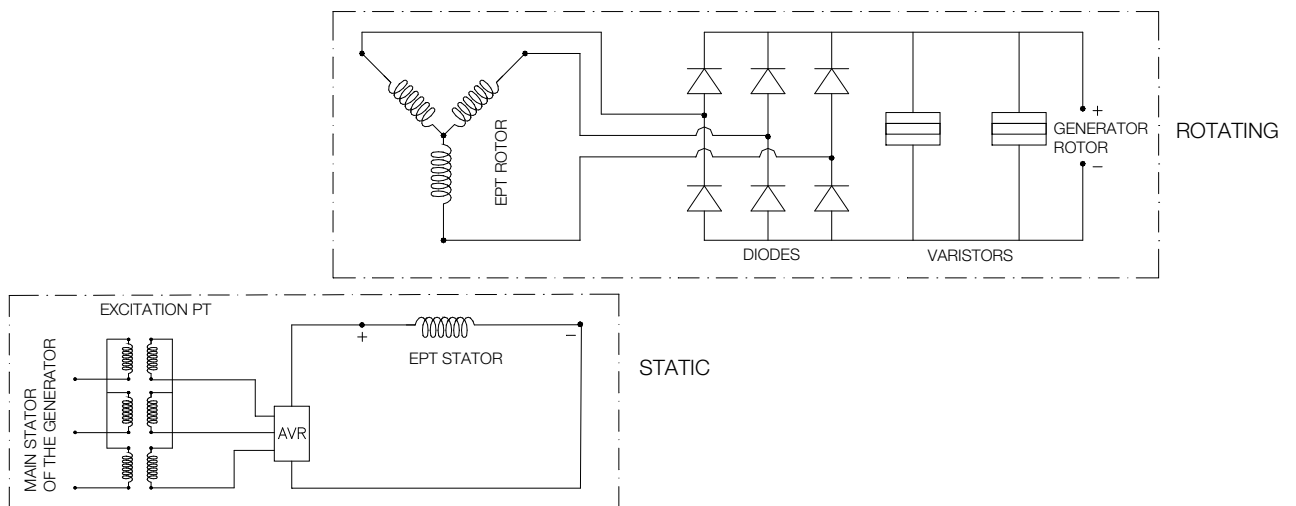 EPT ROTOR
DIODES
VARISTORS
+
GENERATOR
ROTOR
−
ROTATING
EXCITATION PT
MAIN STATOR
OF THE GENERATOR
AVR
+
−
EPT STATOR
STATIC